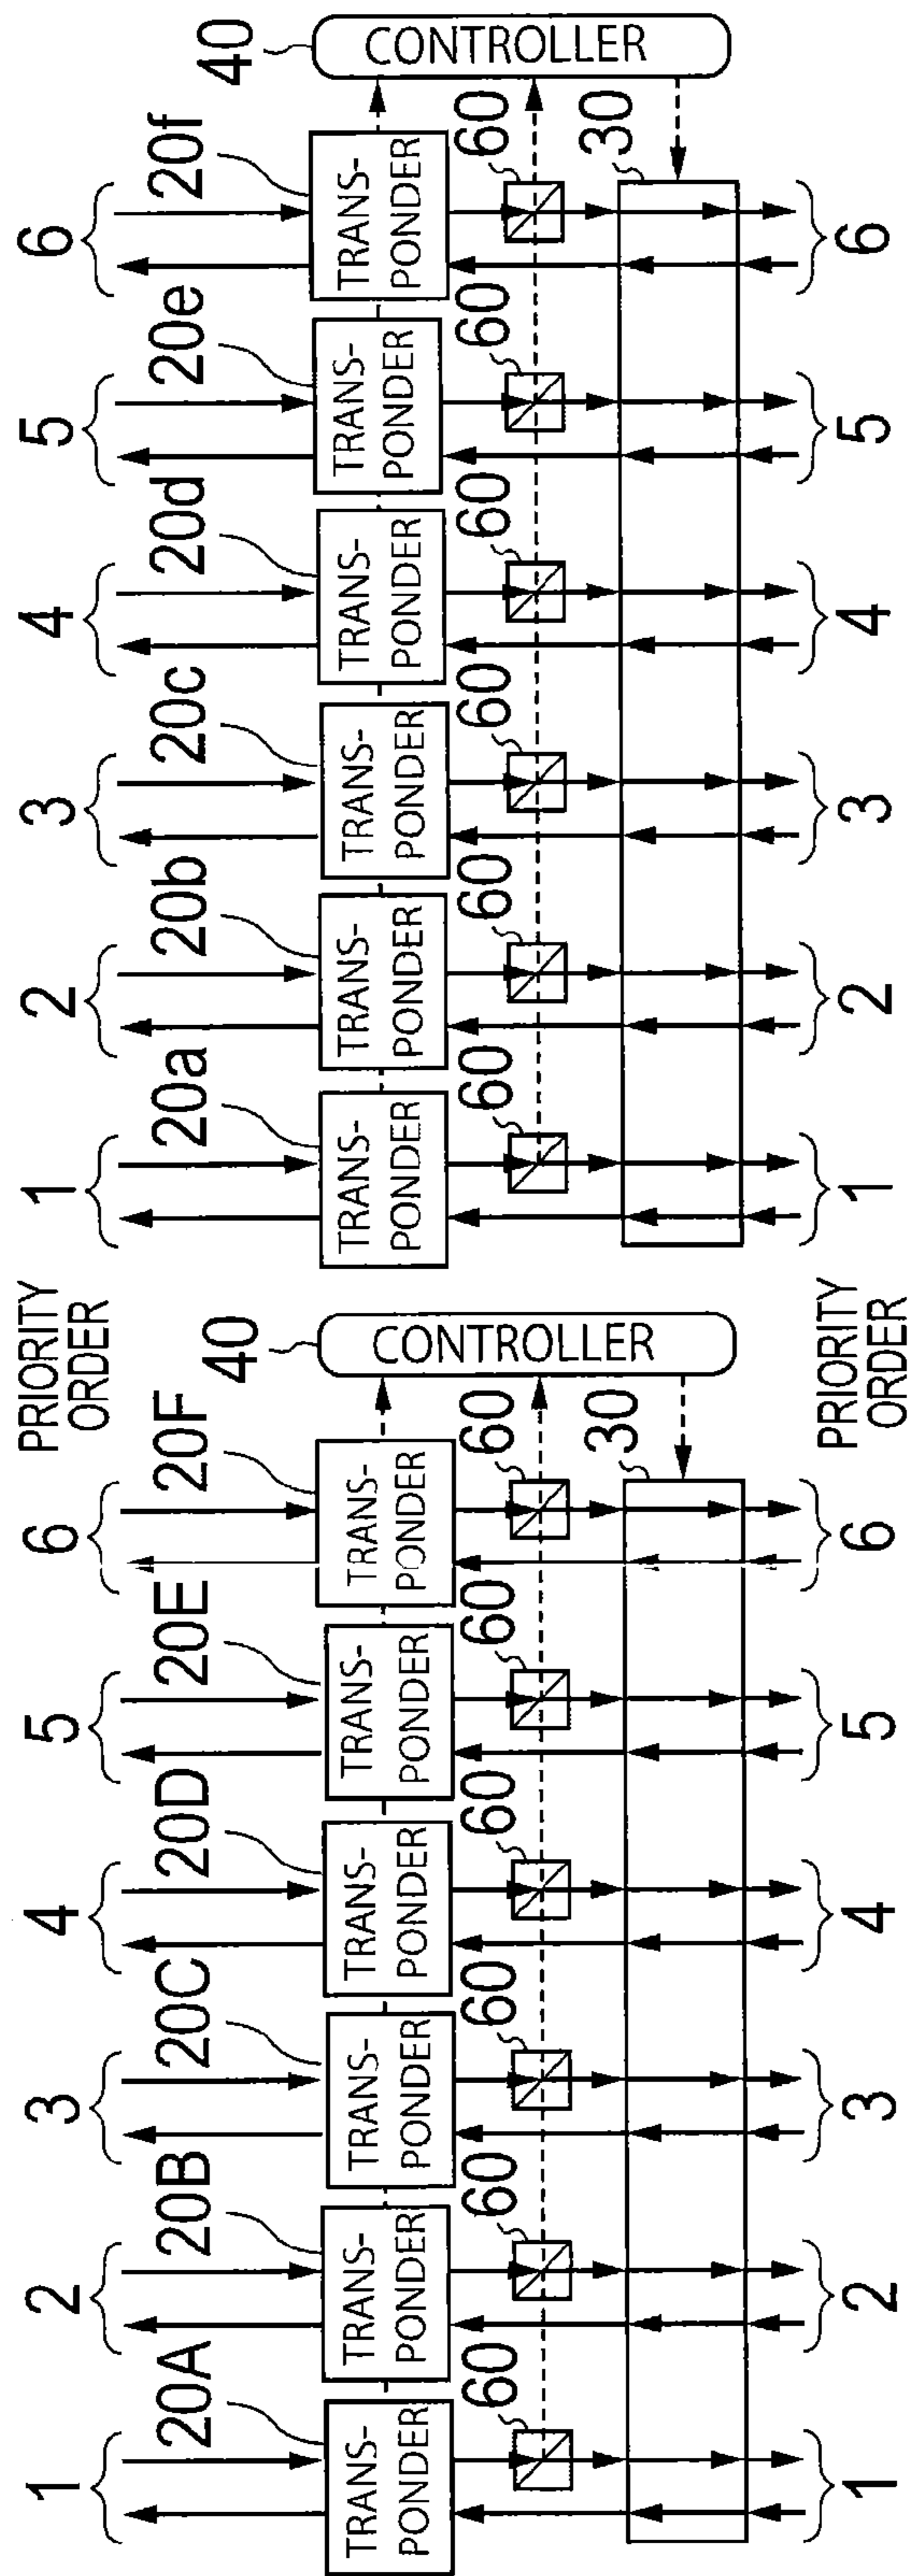 PRIORITY
ORDER
1
2
3
4
5
6
20A
20B
20C
20D
20E
20F
40
TRANS-
PONDER
TRANS-
PONDER
TRANS-
PONDER
TRANS-
PONDER
TRANS-
PONDER
TRANS-
PONDER
CONTROLLER
60
60
60
60
60
60
30
1
2
3
4
5
6
PRIORITY
ORDER
1
2
3
4
5
6
20a
20b
20c
20d
20e
20f
40
TRANS-
PONDER
TRANS-
PONDER
TRANS-
PONDER
TRANS-
PONDER
TRANS-
PONDER
TRANS-
PONDER
CONTROLLER
60
60
60
60
60
60
30
1
2
3
4
5
6